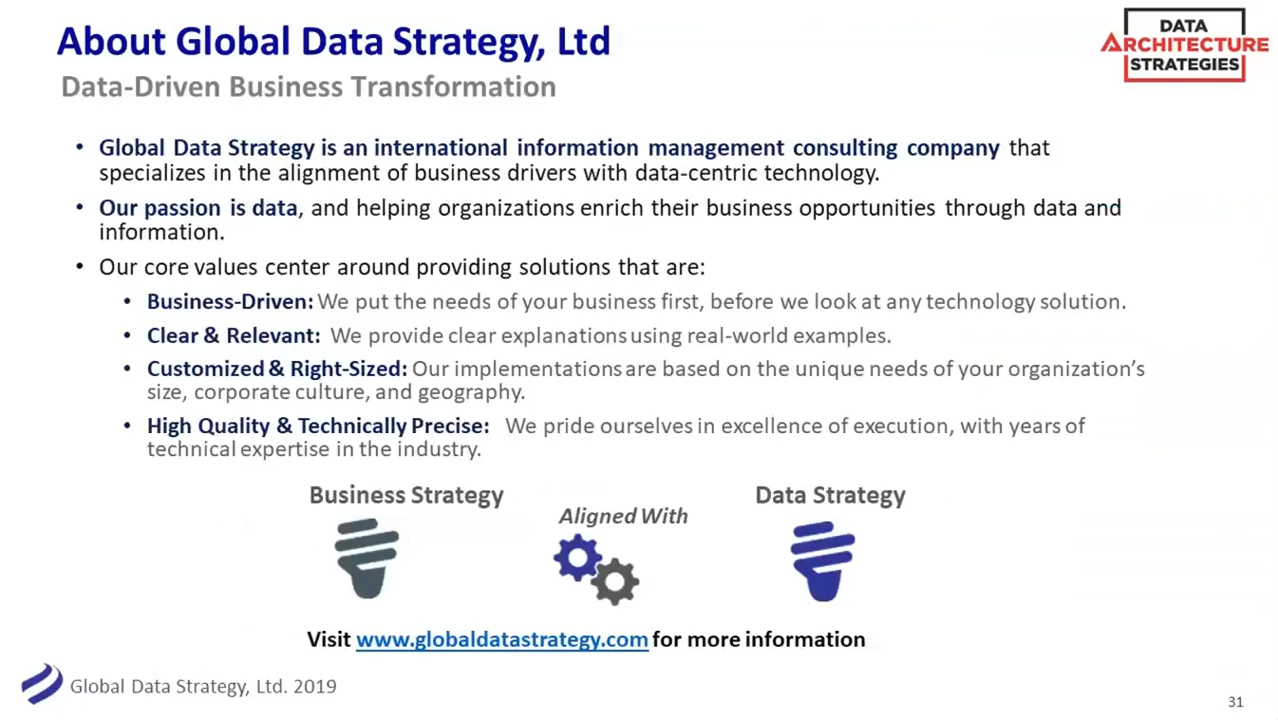 About Global Data Strategy, Ltd
Data-Driven Business Transformation
DATA
ARCHITECTURE
STRATEGIES
• Global Data Strategy is an international information management consulting company that
specializes in the alignment of business drivers with data-centric technology.
• Our passion is data, and helping organizations enrich their business opportunities through data and
information.
• Our core values center around providing solutions that are:
• Business-Driven: We put the needs of your business first, before we look at any technology solution.
• Clear & Relevant: We provide clear explanations using real-world examples.
• Customized & Right-Sized: Our implementations are based on the unique needs of your organization’s
size, corporate culture, and geography.
• High Quality & Technically Precise: We pride ourselves in excellence of execution, with years of
technical expertise in the industry.
Business Strategy
Aligned With
Data Strategy
Visit www.globaldatastrategy.com for more information
Global Data Strategy, Ltd. 2019
31